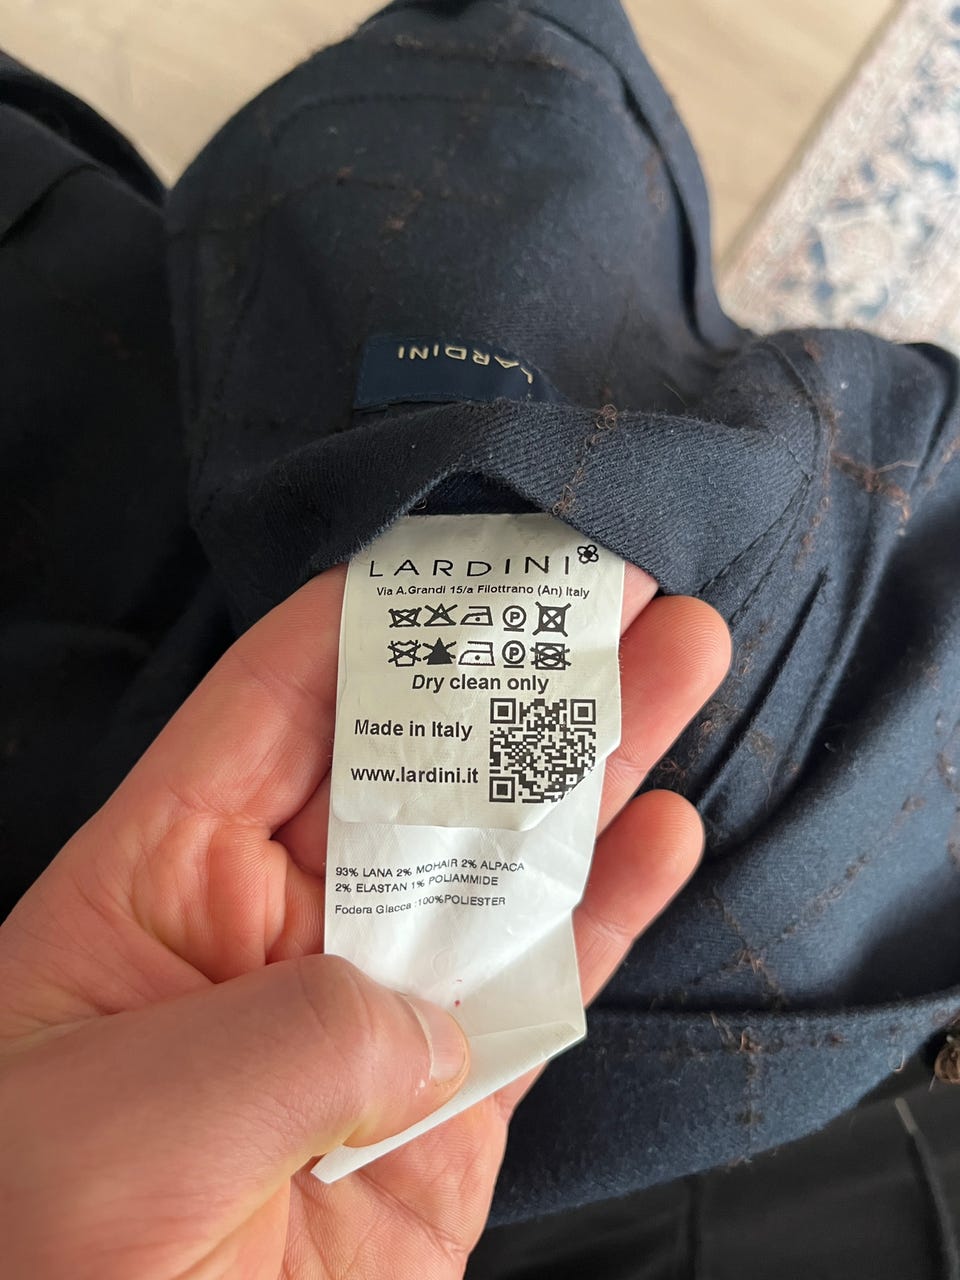 LARDINI
LARDINI
Via A.Grandi 15/a Filottrano (An) Italy
P
P
Dry clean only
Made in Italy
www.lardini.it
93% LANA 2% MOHAIR 2% ALPACA
2% ELASTAN 1% POLIAMMIDE
Fodera Giacca :100%POLIESTER